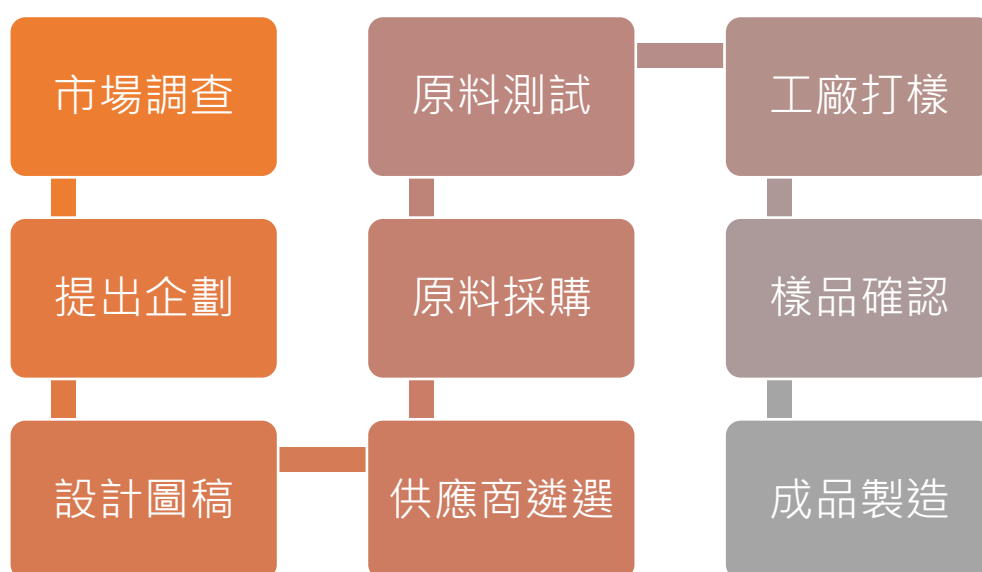 市場調查
提出企劃
設計圖稿
供應商遴選
原料採購
原料測試
工廠打樣
樣品確認
成品製造